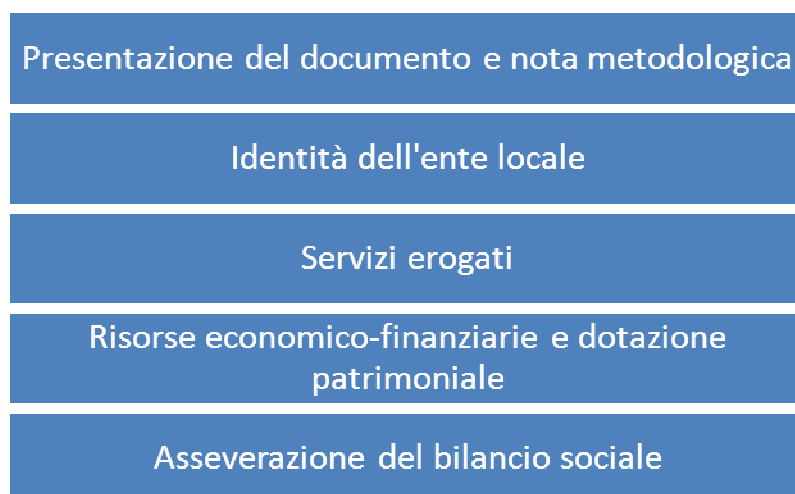 Presentazione del documento e nota metodologica
Identità dell'ente locale
Servizi erogati
Risorse economico-finanziarie e dotazione
patrimoniale
Asseverazione del bilancio sociale